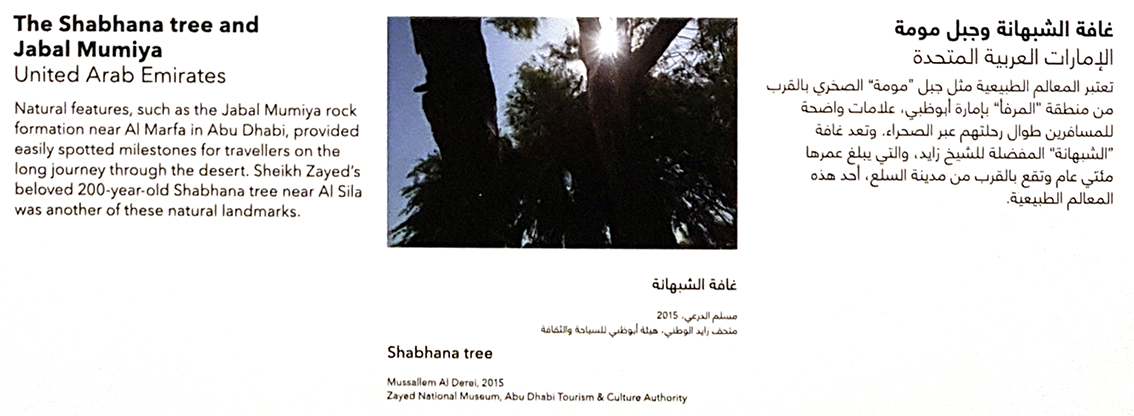 The Shabhana tree and
Jabal Mumiya
United Arab Emirates
Natural features, such as the Jabal Mumiya rock
formation near Al Marfa in Abu Dhabi, provided
easily spotted milestones for travellers on the
long journey through the desert. Sheikh Zayed's
beloved 200-year-old Shabhana tree near Al Sila
was another of these natural landmarks.
غافة الشبهانة وجبل مومة
الإمارات العربية المتحدة
تعتبر المعالم الطبيعية مثل جبل "مومة" الصخري بالقرب
من منطقة "المرفأ" بإمارة أبوظبي، علامات واضحة
للمسافرين طوال رحلتهم عبر الصحراء. وتعد غافة
"الشبهانة" المفضلة للشيخ زايد، والتي يبلغ عمرها
مئتي عام وتقع بالقرب من مدينة السلع، أحد هذه
المعالم الطبيعية.
غافة الشبهانة
مسلم الدرعي، 2015
متحف زايد الوطني، هيئة أبوظبي للسياحة والثقافة
Shabhana tree
Mussallem Al Derei, 2015
Zayed National Museum, Abu Dhabi Tourism & Culture Authority